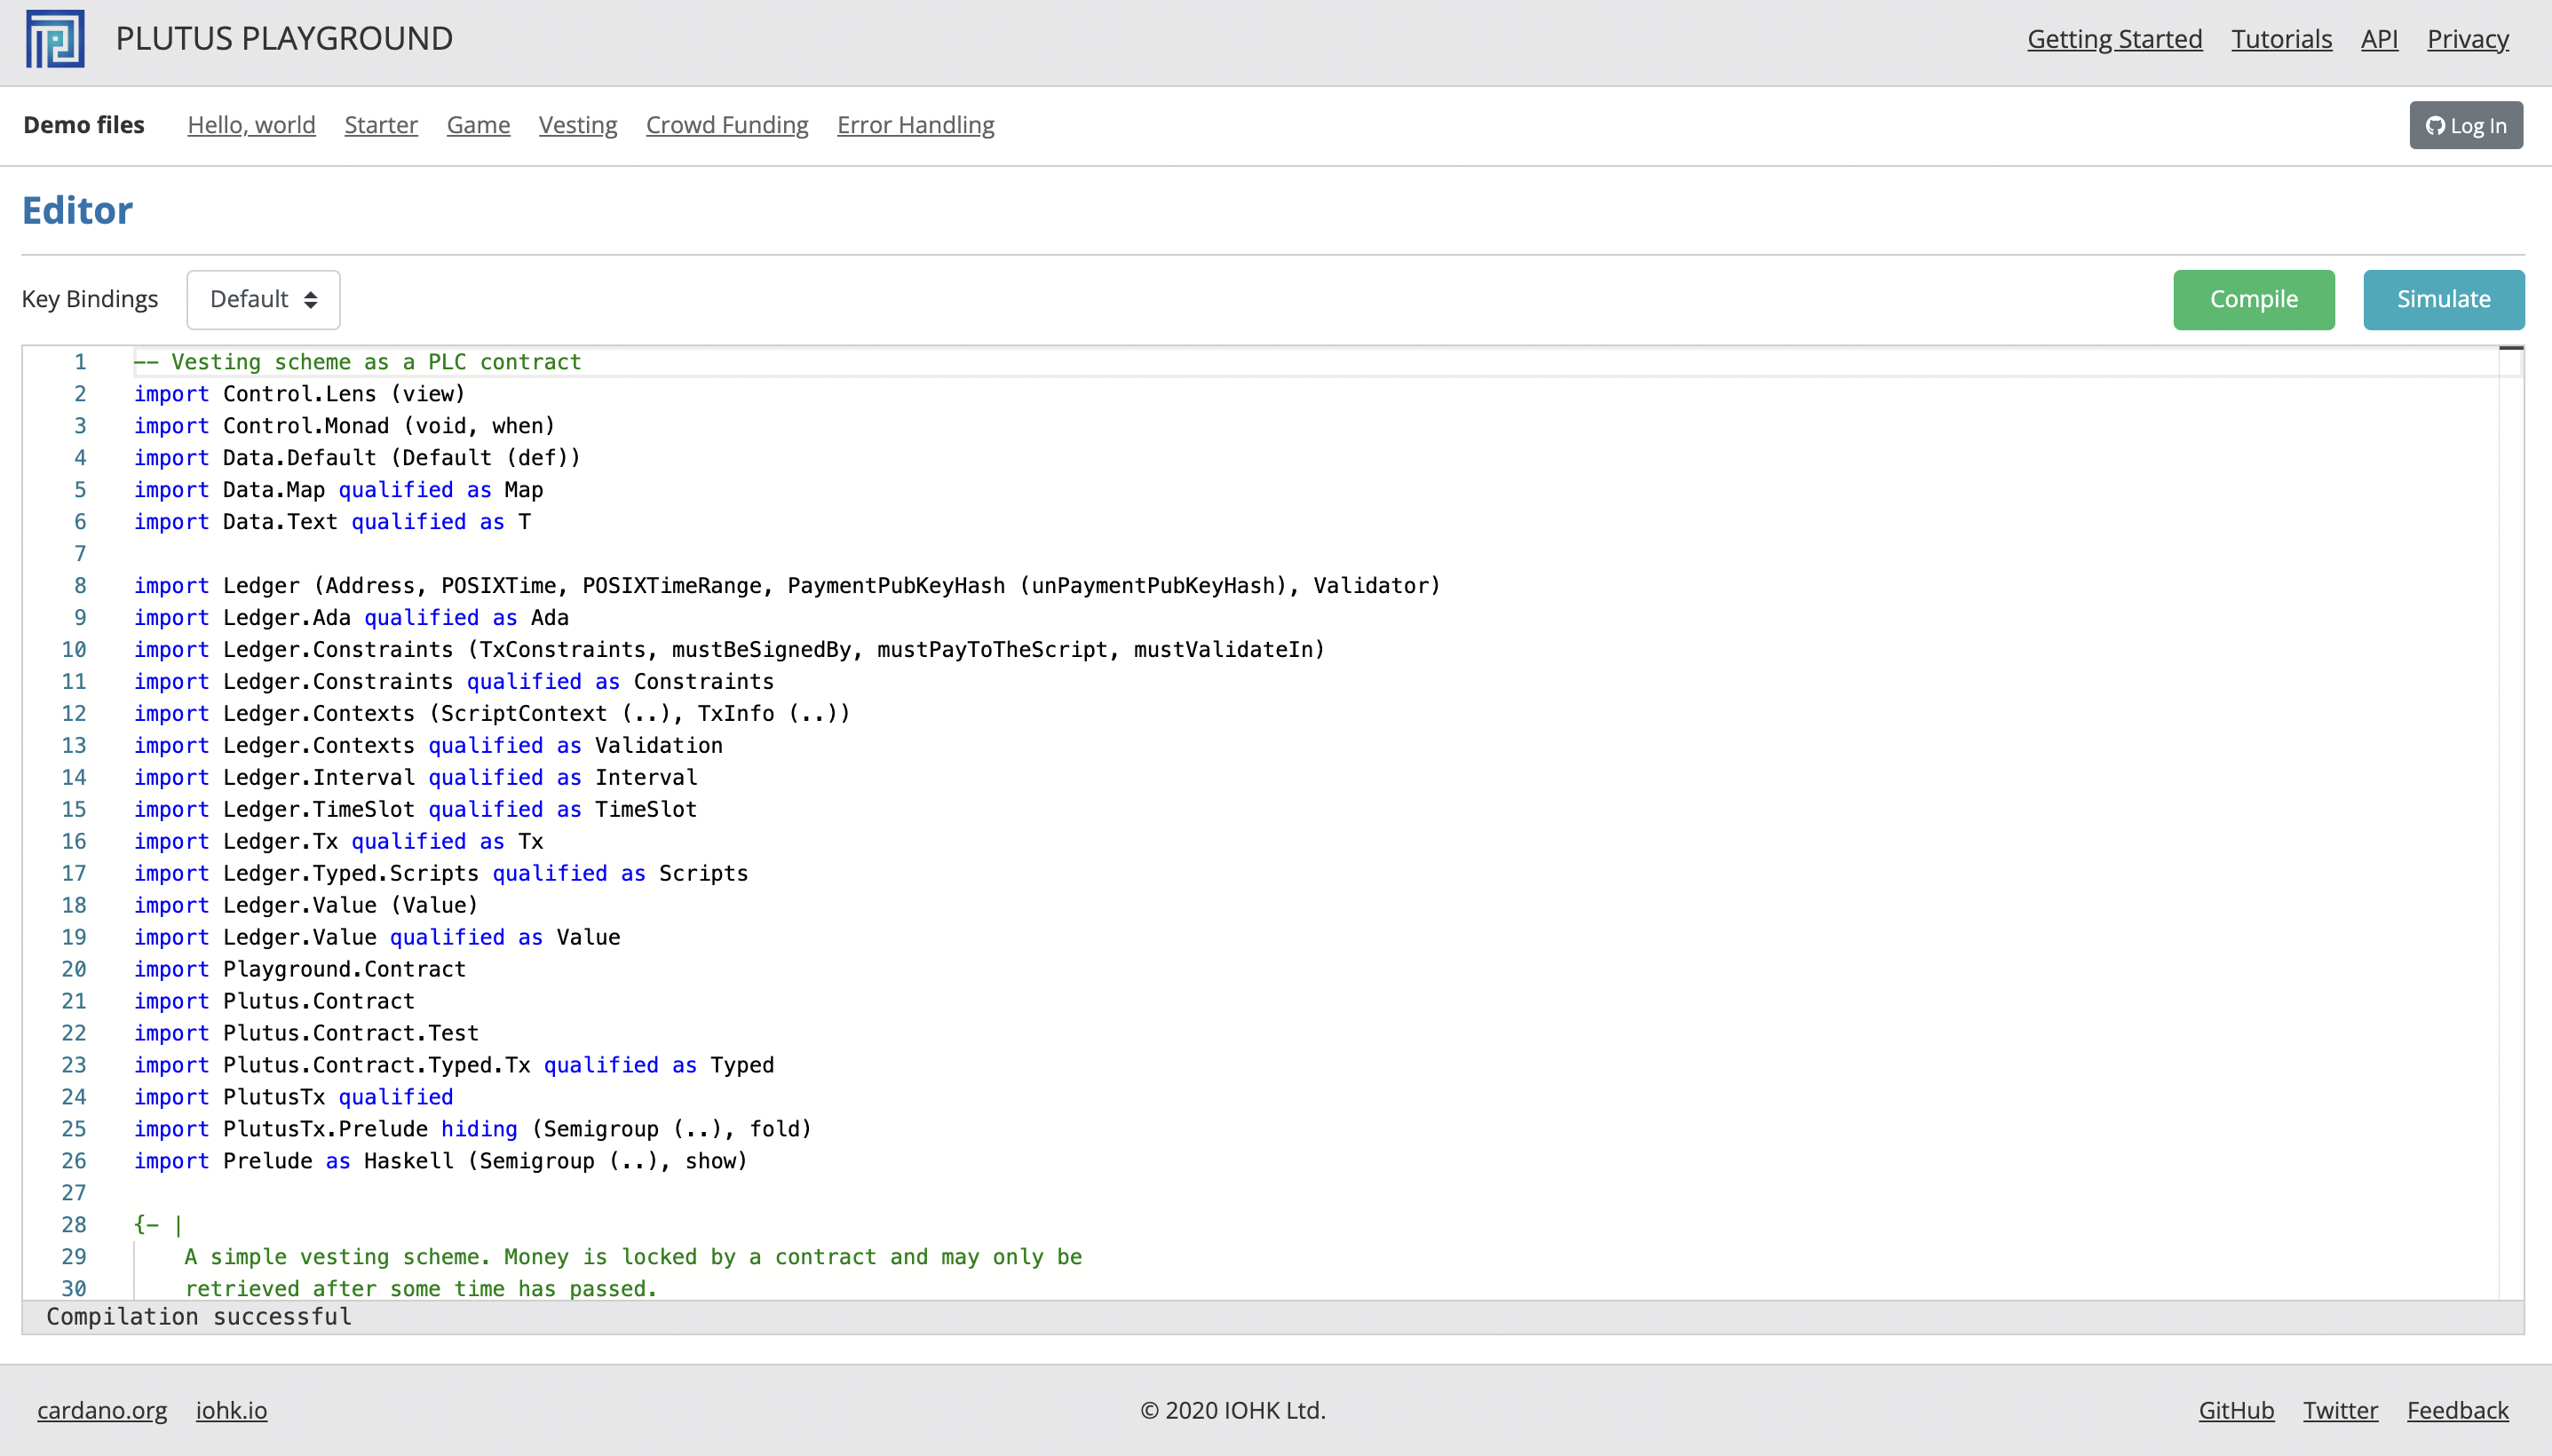 PLUTUS PLAYGROUND
Getting Started Tutorials API Privacy
Demo files Hello, world Starter Game Vesting Crowd Funding Error Handling Log In
Editor
Key Bindings Default Compile Simulate
1 -- Vesting scheme as a PLC contract
2 import Control.Lens (view)
3 import Control.Monad (void, when)
4 import Data.Default (Default (def))
5 import Data.Map qualified as Map
6 import Data.Text qualified as T
7
8 import Ledger (Address, POSIXTime, POSIXTimeRange, PaymentPubKeyHash (unPaymentPubKeyHash), Validator)
9 import Ledger.Ada qualified as Ada
10 import Ledger.Constraints (TxConstraints, mustBeSignedBy, mustPayToTheScript, mustValidateIn)
11 import Ledger.Constraints qualified as Constraints
12 import Ledger.Contexts (ScriptContext (..), TxInfo (..))
13 import Ledger.Contexts qualified as Validation
14 import Ledger.Interval qualified as Interval
15 import Ledger.TimeSlot qualified as TimeSlot
16 import Ledger.Tx qualified as Tx
17 import Ledger.Typed.Scripts qualified as Scripts
18 import Ledger.Value (Value)
19 import Ledger.Value qualified as Value
20 import Playground.Contract
21 import Plutus.Contract
22 import Plutus.Contract.Test
23 import Plutus.Contract.Typed.Tx qualified as Typed
24 import PlutusTx qualified
25 import PlutusTx.Prelude hiding (Semigroup (..), fold)
26 import Prelude as Haskell (Semigroup (..), show)
27
28 {- |
29 A simple vesting scheme. Money is locked by a contract and may only be
30 retrieved after some time has passed.
Compilation successful
cardano.org iohk.io © 2020 IOHK Ltd. GitHub Twitter Feedback